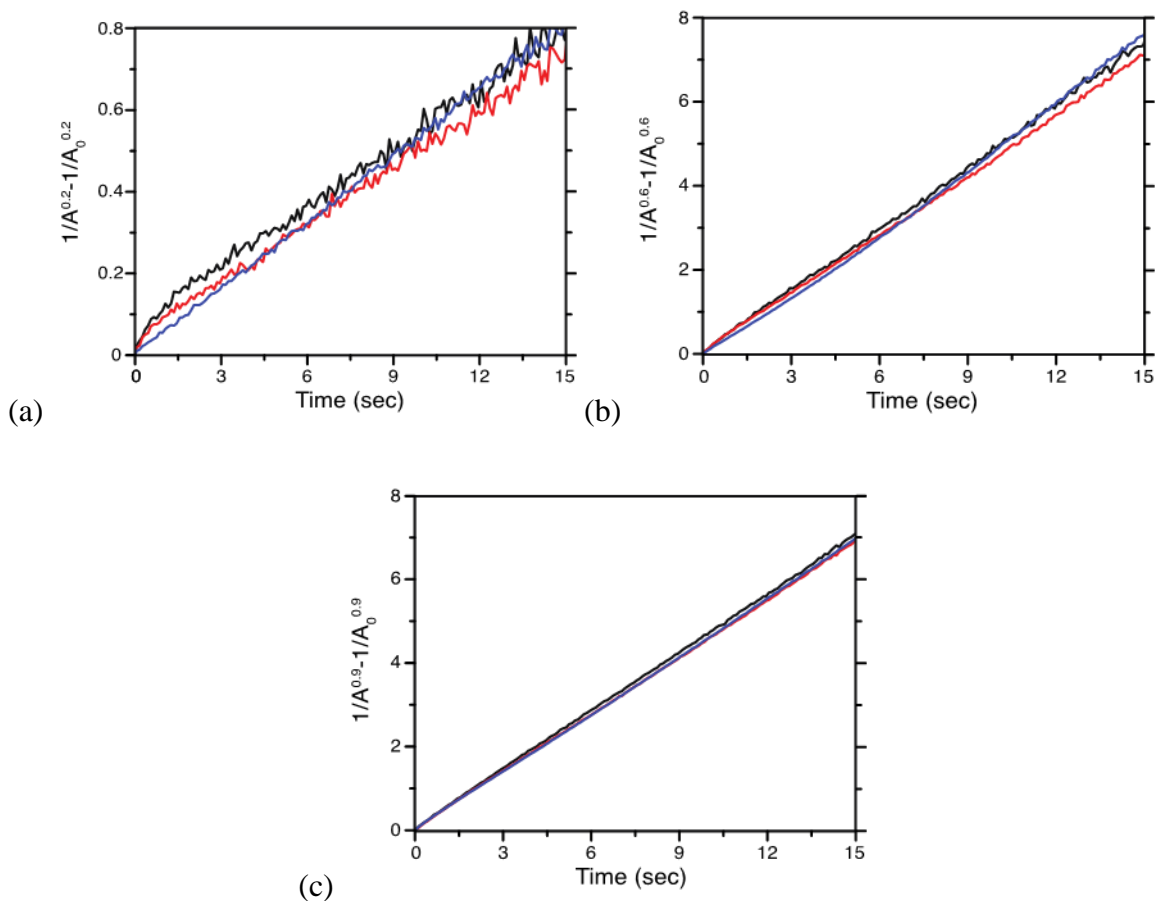 0.8
0.6
0.4
0.2
0
1/A^0.2-1/A_0^0.2
0 3 6 9 12 15
Time (sec)
(a)
8
6
4
2
0
1/A^0.6-1/A_0^0.6
0 3 6 9 12 15
Time (sec)
(b)
8
6
4
2
0
1/A^0.9-1/A_0^0.9
0 3 6 9 12 15
Time (sec)
(c)